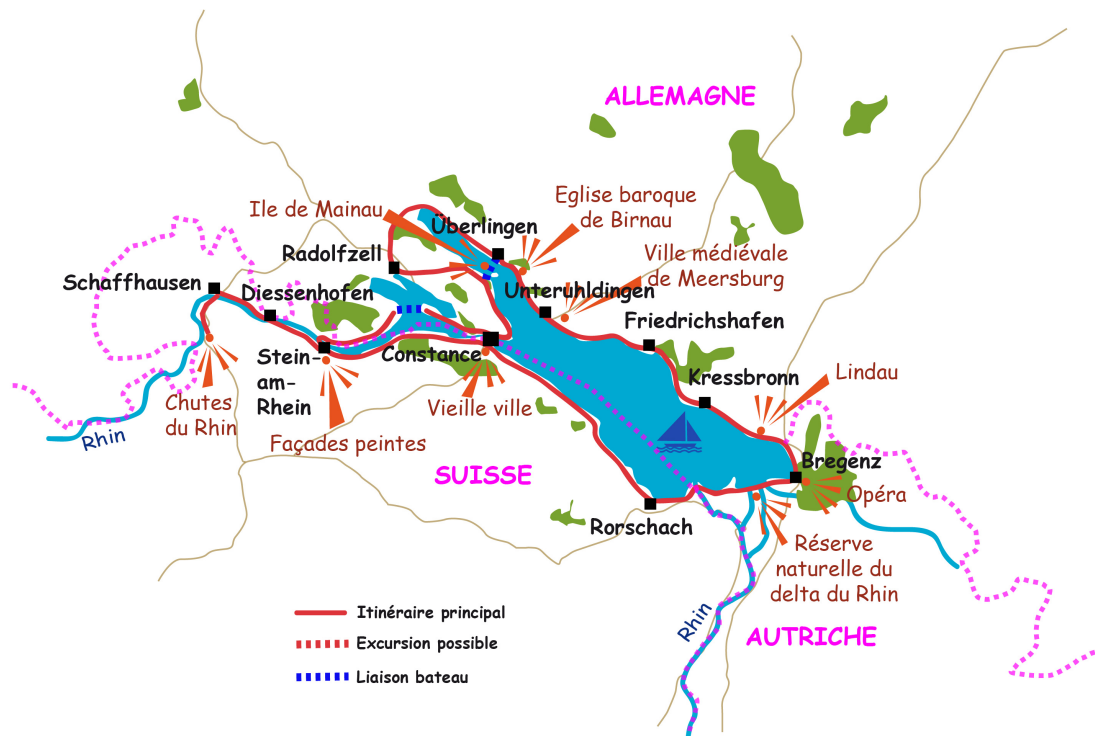 ALLEMAGNE
Eglise baroque
de Birnau
Ile de Mainau
Überlingen
Ville médiévale
de Meersburg
Radolfzell
Schaffhausen
Diessenhofen
Unteruhldingen
Friedrichshafen
Stein-
am-
Rhein
Constance
Kressbronn
Lindau
Chutes
du Rhin
Vieille ville
Rhin
Façades peintes
SUISSE
Bregenz
Opéra
Rorschach
Réserve
naturelle du
delta du Rhin
Rhin
AUTRICHE
Itinéraire principal
Excursion possible
Liaison bateau